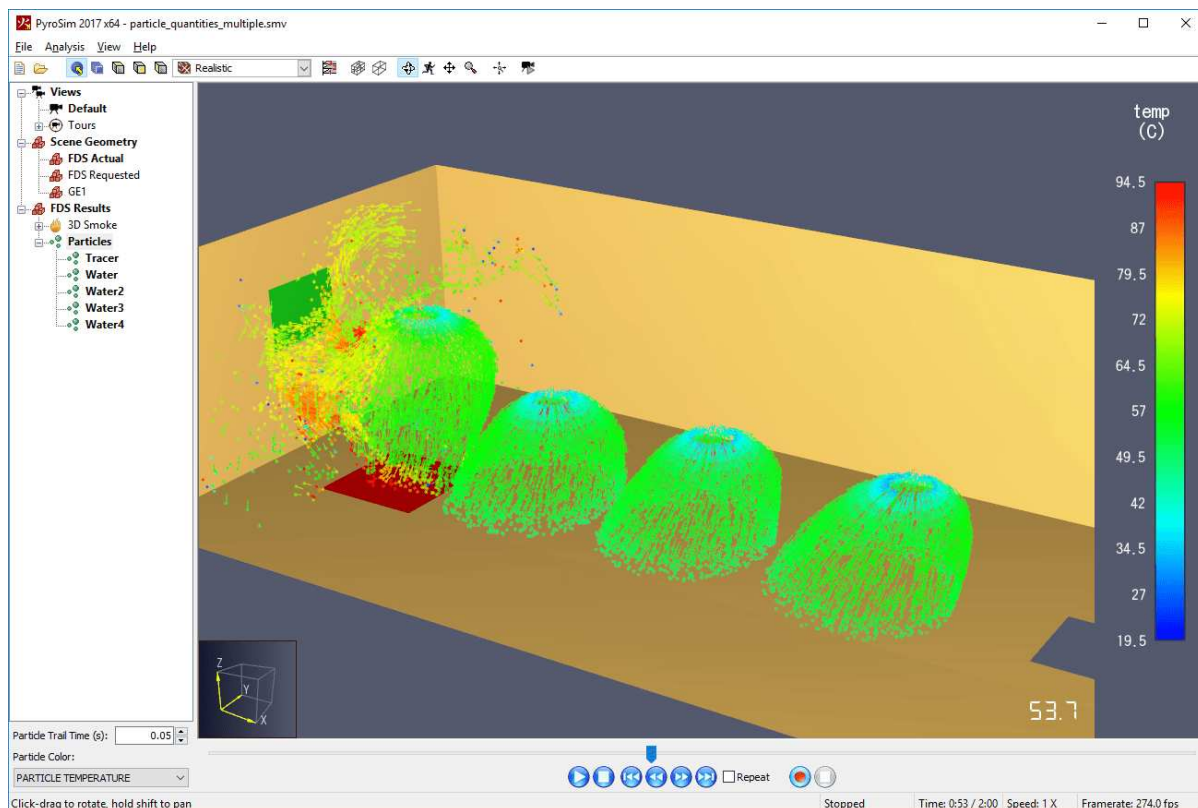 PyroSim 2017 x64 - particle_quantities_multiple.smv
File Analysis View Help
Realistic
Views
Default
Tours
Scene Geometry
FDS Actual
FDS Requested
GE1
FDS Results
3D Smoke
Particles
Tracer
Water
Water2
Water3
Water4
temp
(C)
94.5
87
79.5
72
64.5
57
49.5
42
34.5
27
19.5
Z
Y
X
53.7
Particle Trail Time (s): 0.05
Particle Color:
PARTICLE TEMPERATURE
Repeat
Click-drag to rotate, hold shift to pan
Stopped Time: 0:53 / 2:00 Speed: 1 X Framerate: 274.0 fps